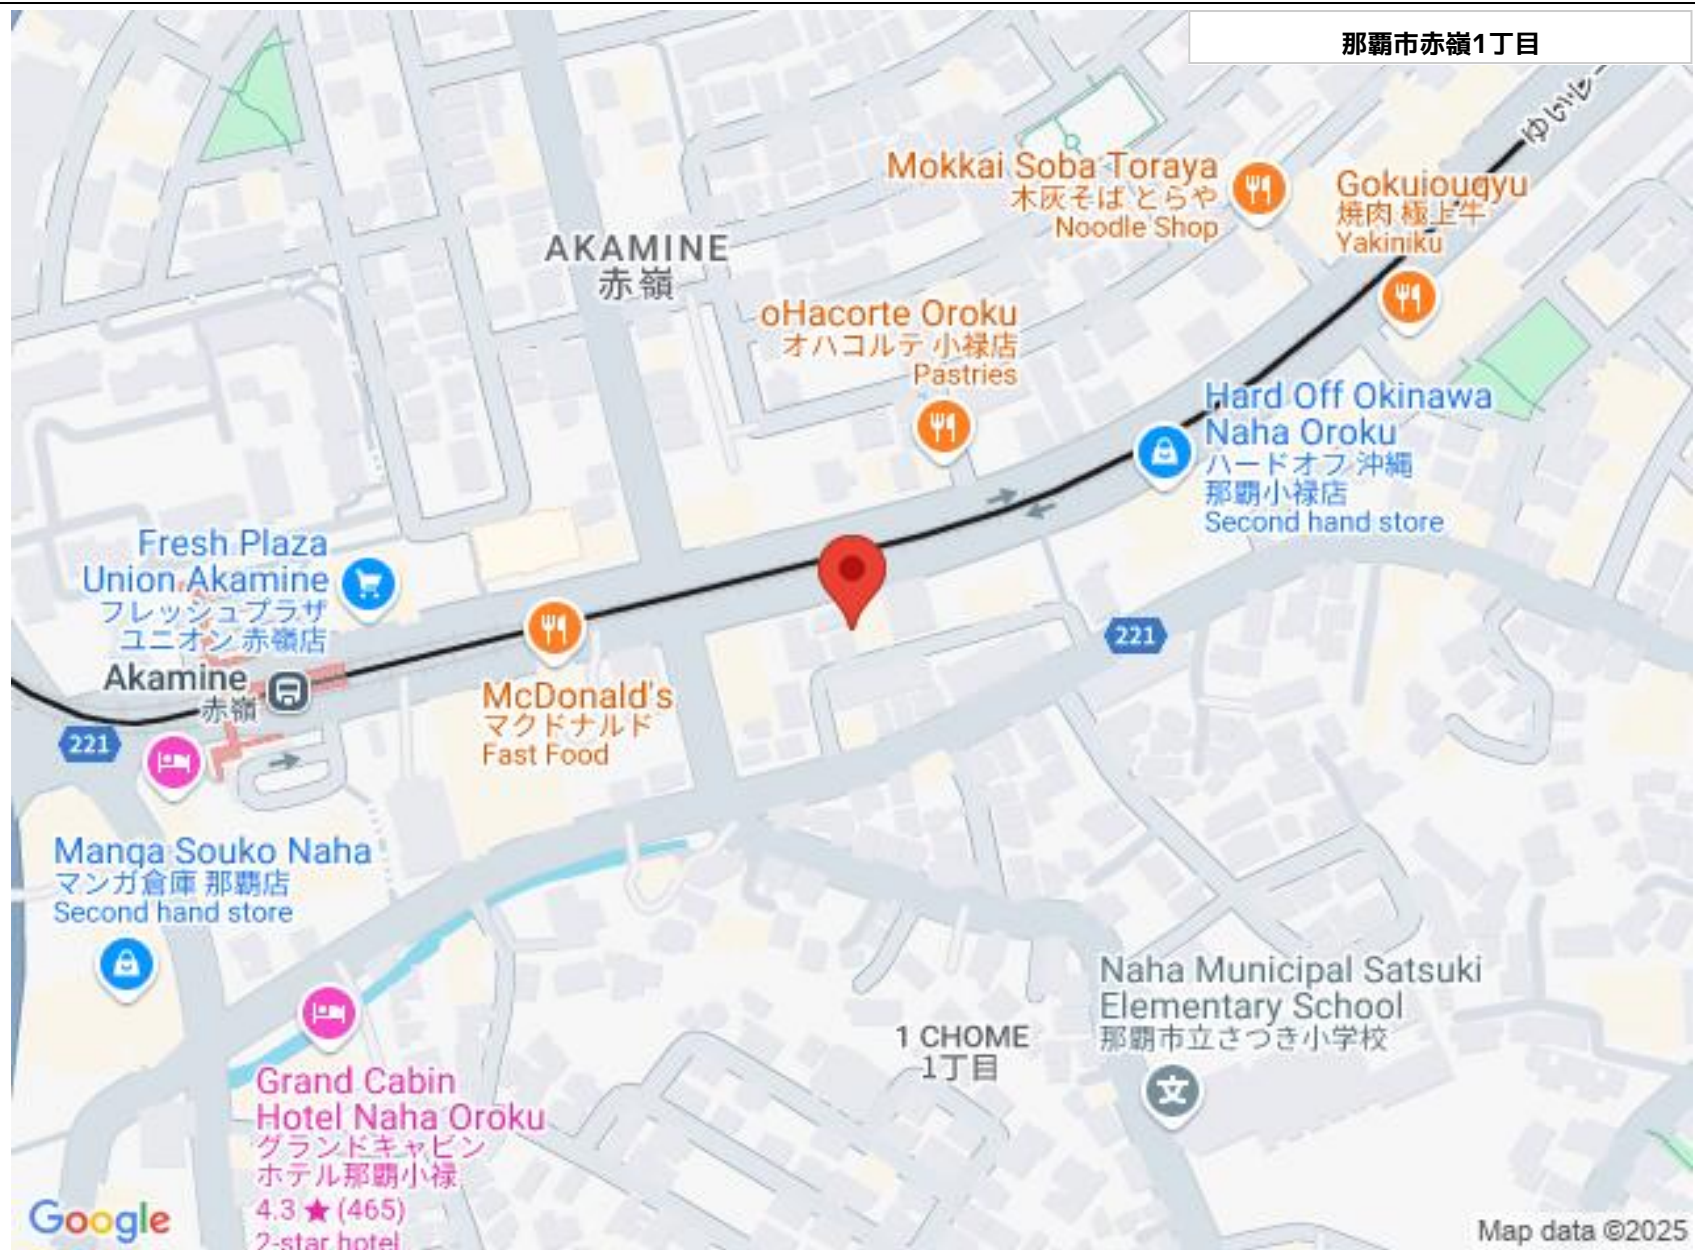 那覇市赤嶺1丁目
ゆいレー
Mokkai Soba Toraya
木灰そば とらや
Noodle Shop
Gokujougyu
焼肉 極上牛
Yakiniku
AKAMINE
赤嶺
oHacorte Oroku
オハコルテ 小禄店
Pastries
Hard Off Okinawa
Naha Oroku
ハードオフ 沖縄
那覇小禄店
Second hand store
Fresh Plaza
Union Akamine
フレッシュプラザ
ユニオン 赤嶺店
Akamine
赤嶺
221
McDonald's
マクドナルド
Fast Food
221
Manga Souko Naha
マンガ倉庫 那覇店
Second hand store
Naha Municipal Satsuki
Elementary School
那覇市立さつき小学校
文
1 CHOME
1丁目
Grand Cabin
Hotel Naha Oroku
グランドキャビン
ホテル那覇小禄
4.3 ★ (465)
2-star hotel
Google
Map data ©2025